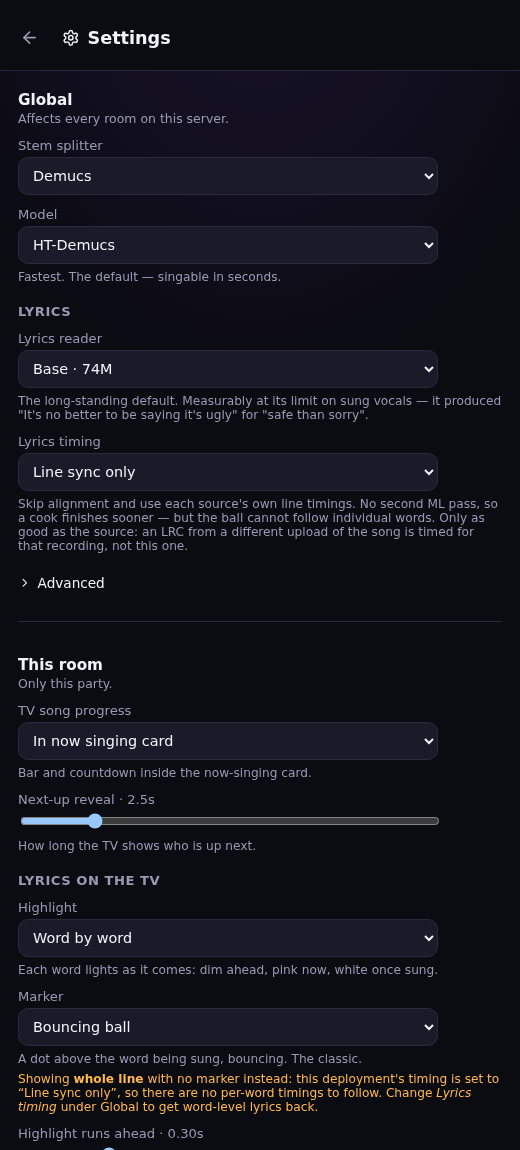 Settings
Global
Affects every room on this server.
Stem splitter
Demucs
Model
HT-Demucs
Fastest. The default — singable in seconds.
LYRICS
Lyrics reader
Base · 74M
The long-standing default. Measurably at its limit on sung vocals — it produced
"It's no better to be saying it's ugly" for "safe than sorry".
Lyrics timing
Line sync only
Skip alignment and use each source's own line timings. No second ML pass, so
a cook finishes sooner — but the ball cannot follow individual words. Only as
good as the source: an LRC from a different upload of the song is timed for
that recording, not this one.
Advanced
This room
Only this party.
TV song progress
In now singing card
Bar and countdown inside the now-singing card.
Next-up reveal · 2.5s
How long the TV shows who is up next.
LYRICS ON THE TV
Highlight
Word by word
Each word lights as it comes: dim ahead, pink now, white once sung.
Marker
Bouncing ball
A dot above the word being sung, bouncing. The classic.
Showing whole line with no marker instead: this deployment's timing is set to
“Line sync only”, so there are no per-word timings to follow. Change Lyrics
timing under Global to get word-level lyrics back.
Highlight runs ahead · 0.30s